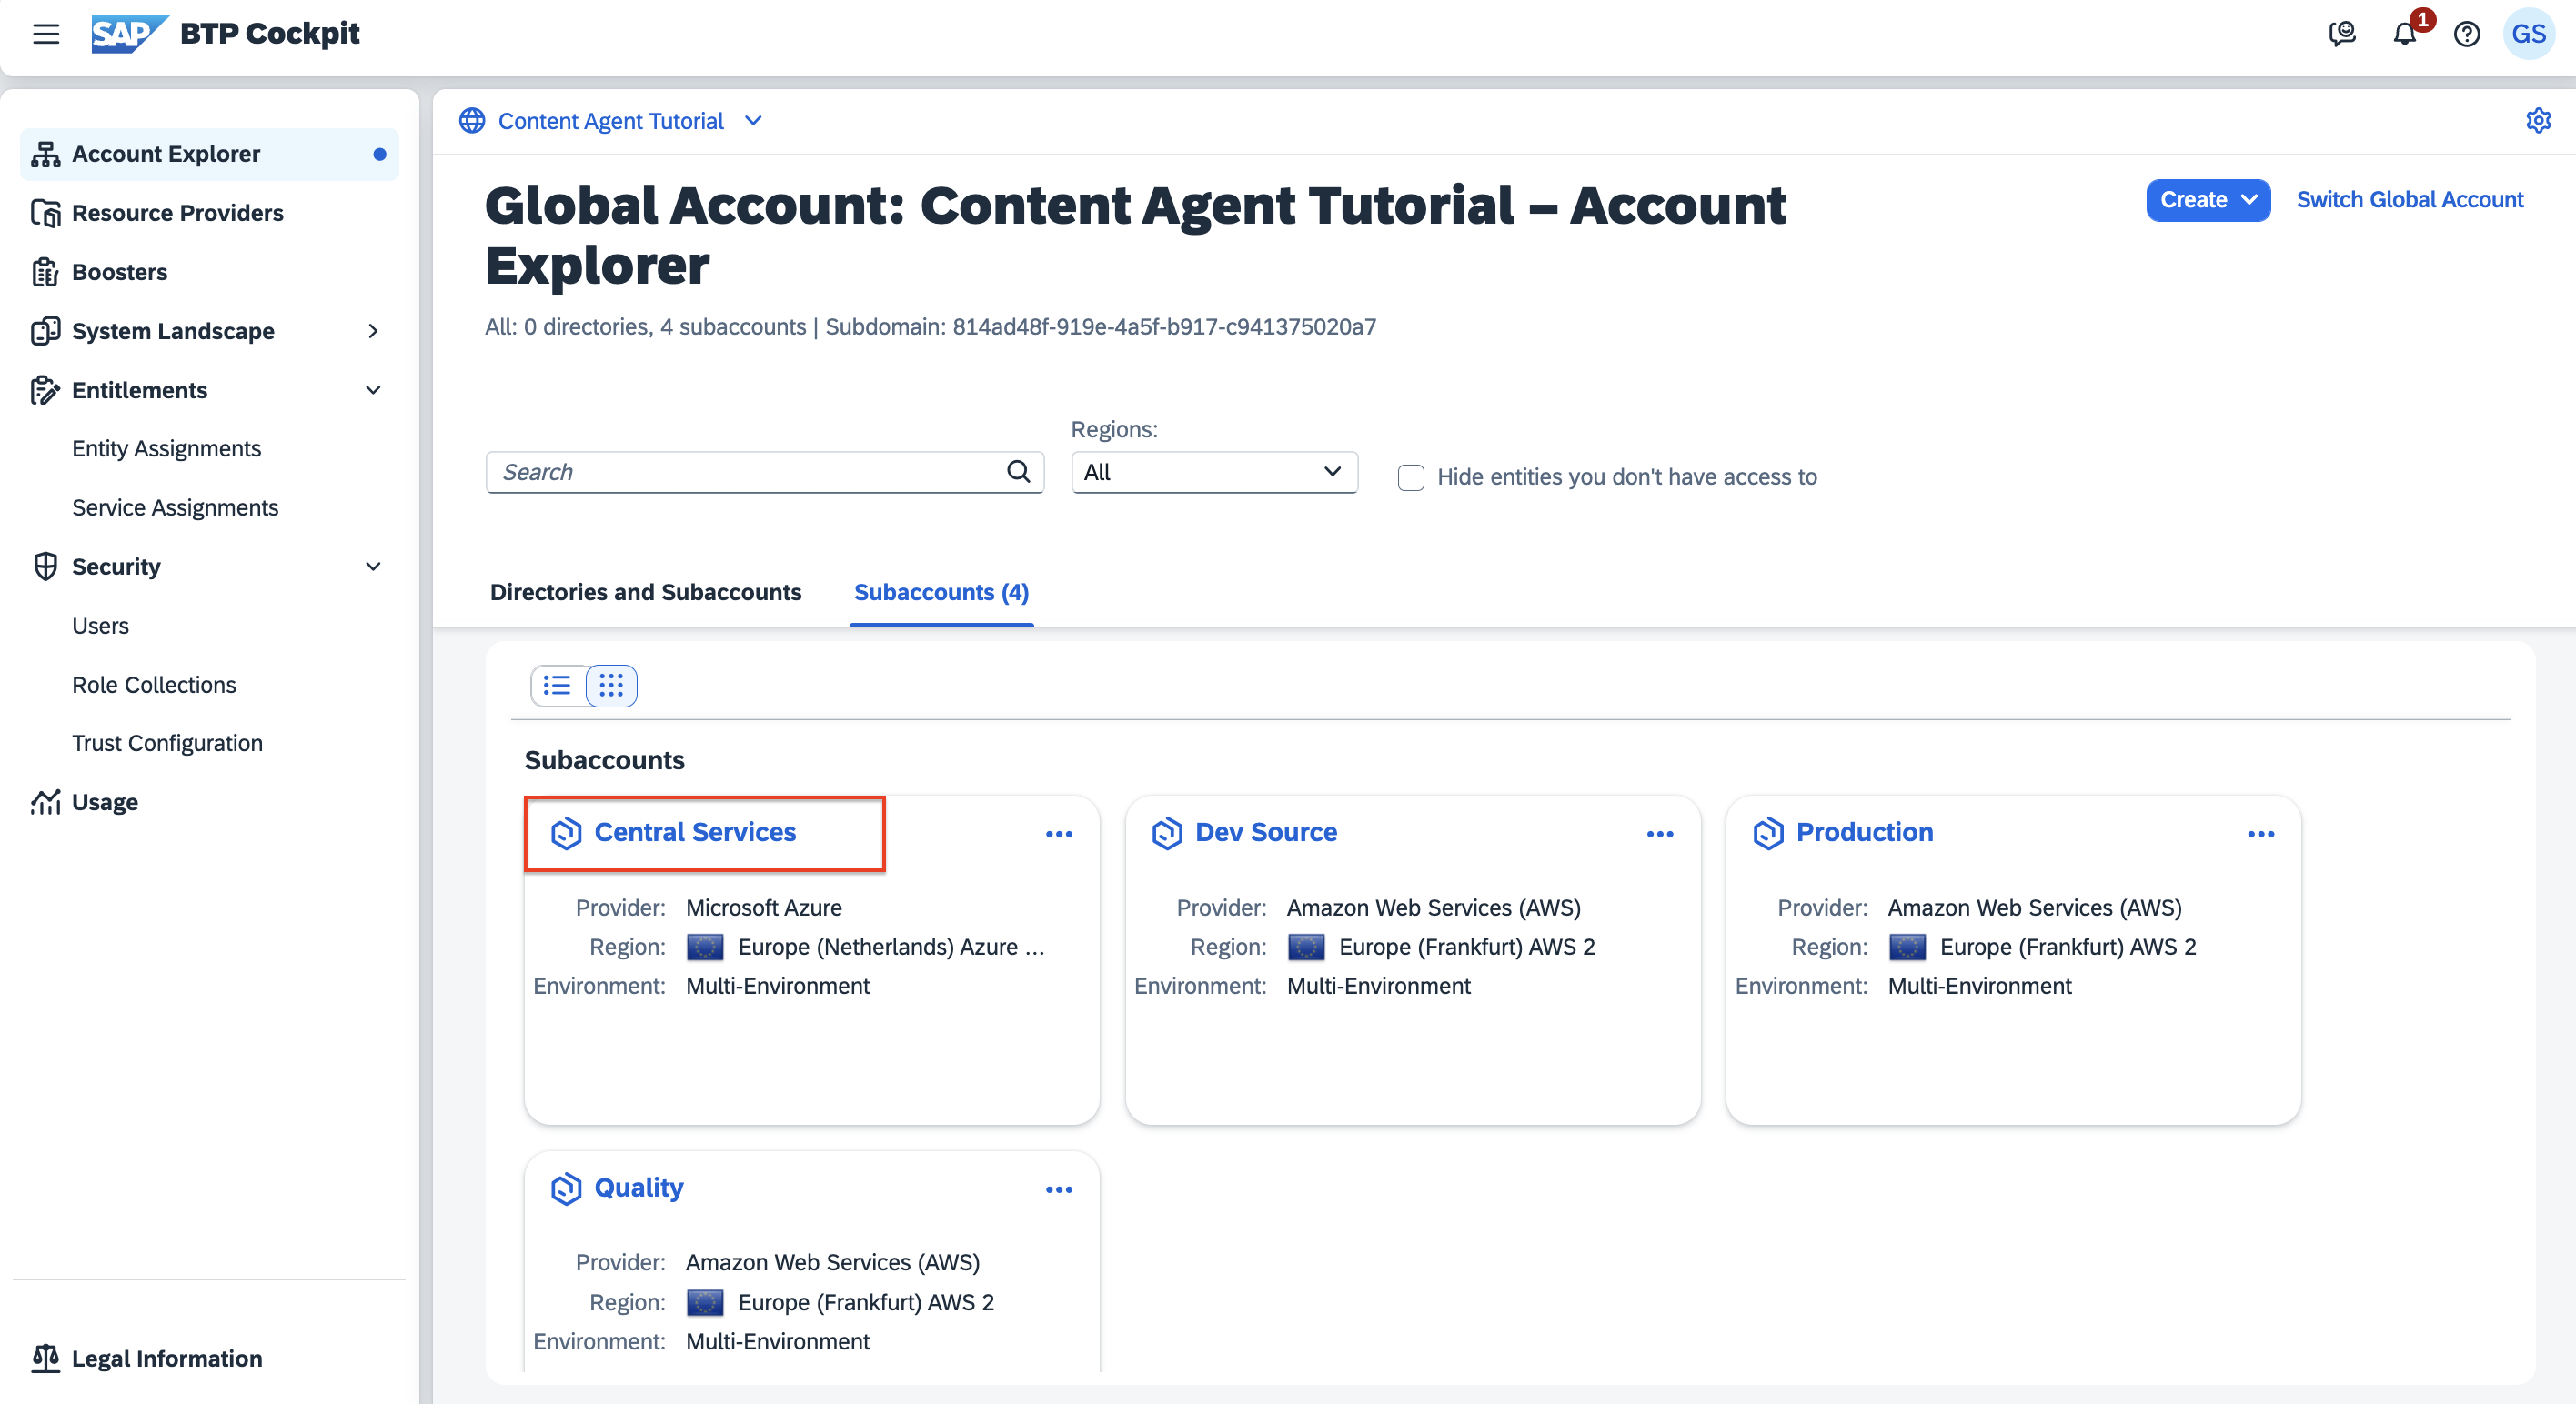 SAP BTP Cockpit
1
GS
Account Explorer
Resource Providers
Boosters
System Landscape
Entitlements
Entity Assignments
Service Assignments
Security
Users
Role Collections
Trust Configuration
Usage
Legal Information
Content Agent Tutorial
Global Account: Content Agent Tutorial – Account
Explorer
Create
Switch Global Account
All: 0 directories, 4 subaccounts | Subdomain: 814ad48f-919e-4a5f-b917-c941375020a7
Regions:
Search
All
Hide entities you don't have access to
Directories and Subaccounts
Subaccounts (4)
Subaccounts
Central Services
Provider: Microsoft Azure
Region: Europe (Netherlands) Azure ...
Environment: Multi-Environment
Dev Source
Provider: Amazon Web Services (AWS)
Region: Europe (Frankfurt) AWS 2
Environment: Multi-Environment
Production
Provider: Amazon Web Services (AWS)
Region: Europe (Frankfurt) AWS 2
Environment: Multi-Environment
Quality
Provider: Amazon Web Services (AWS)
Region: Europe (Frankfurt) AWS 2
Environment: Multi-Environment